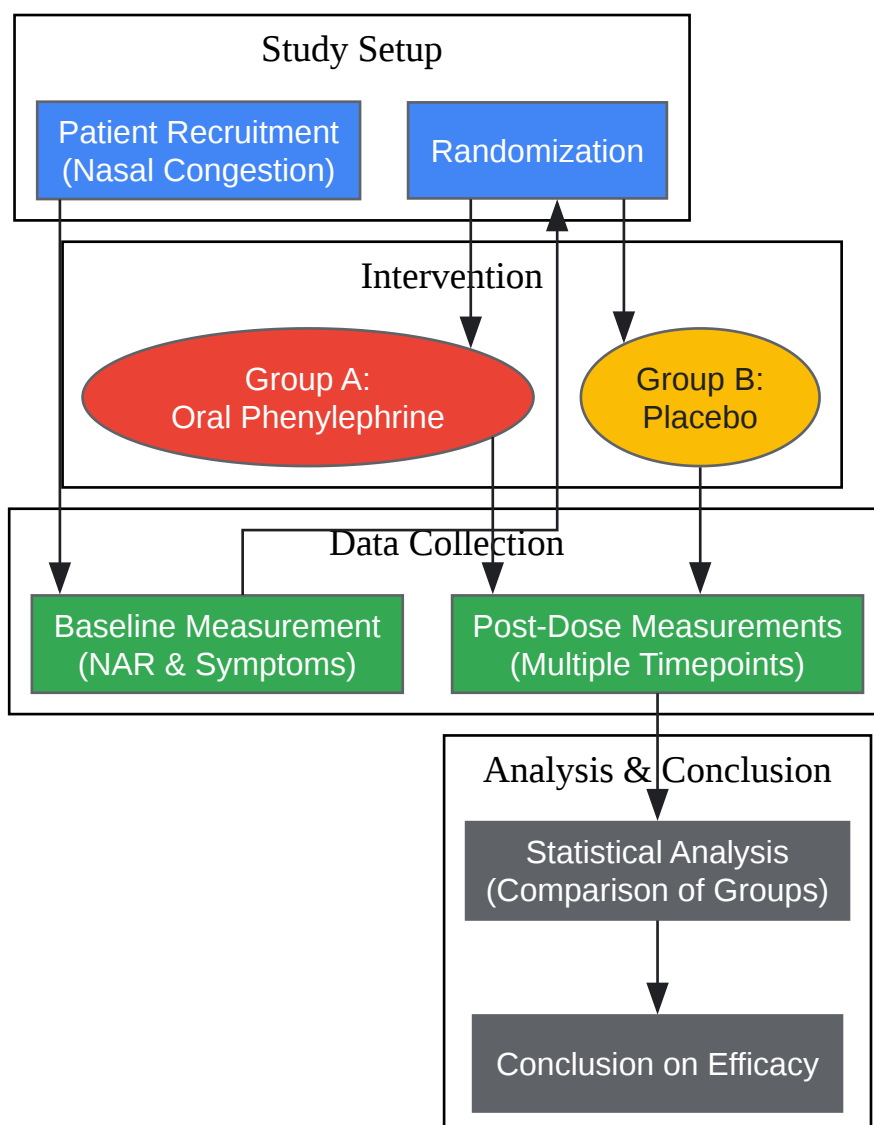 Study Setup
Patient Recruitment
(Nasal Congestion)
Randomization
Intervention
Group A:
Oral Phenylephrine
Group B:
Placebo
Data Collection
Baseline Measurement
(NAR & Symptoms)
Post-Dose Measurements
(Multiple Timepoints)
Analysis & Conclusion
Statistical Analysis
(Comparison of Groups)
Conclusion on Efficacy